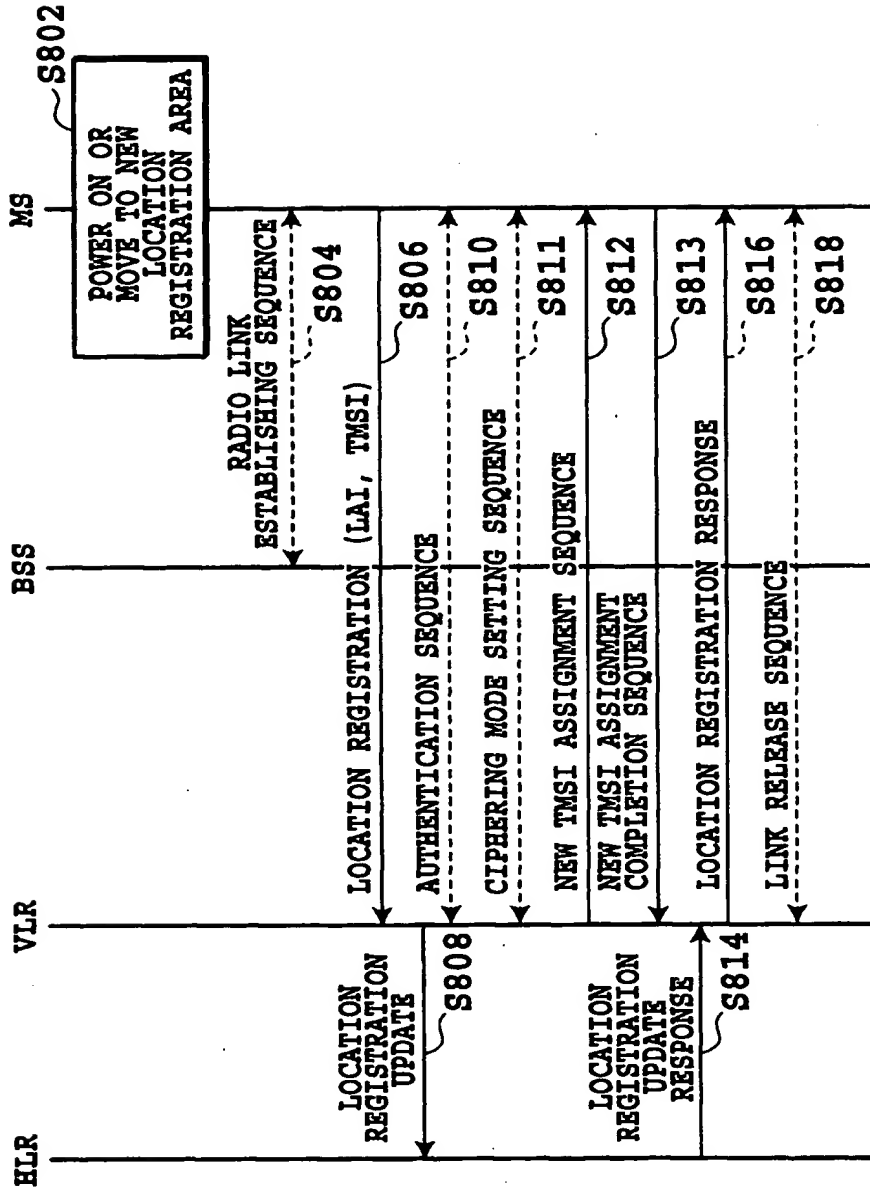 HLR
VLR
BSS
MS
POWER ON OR
MOVE TO NEW
LOCATION
REGISTRATION AREA
S802
RADIO LINK
ESTABLISHING SEQUENCE
S804
LOCATION REGISTRATION (LAI, TMSI)
S806
LOCATION
REGISTRATION
UPDATE
S808
AUTHENTICATION SEQUENCE
S810
CIPHERING MODE SETTING SEQUENCE
S811
NEW TMSI ASSIGNMENT SEQUENCE
S812
NEW TMSI ASSIGNMENT
COMPLETION SEQUENCE
S813
LOCATION
REGISTRATION
UPDATE
RESPONSE
S814
LOCATION REGISTRATION RESPONSE
S816
LINK RELEASE SEQUENCE
S818